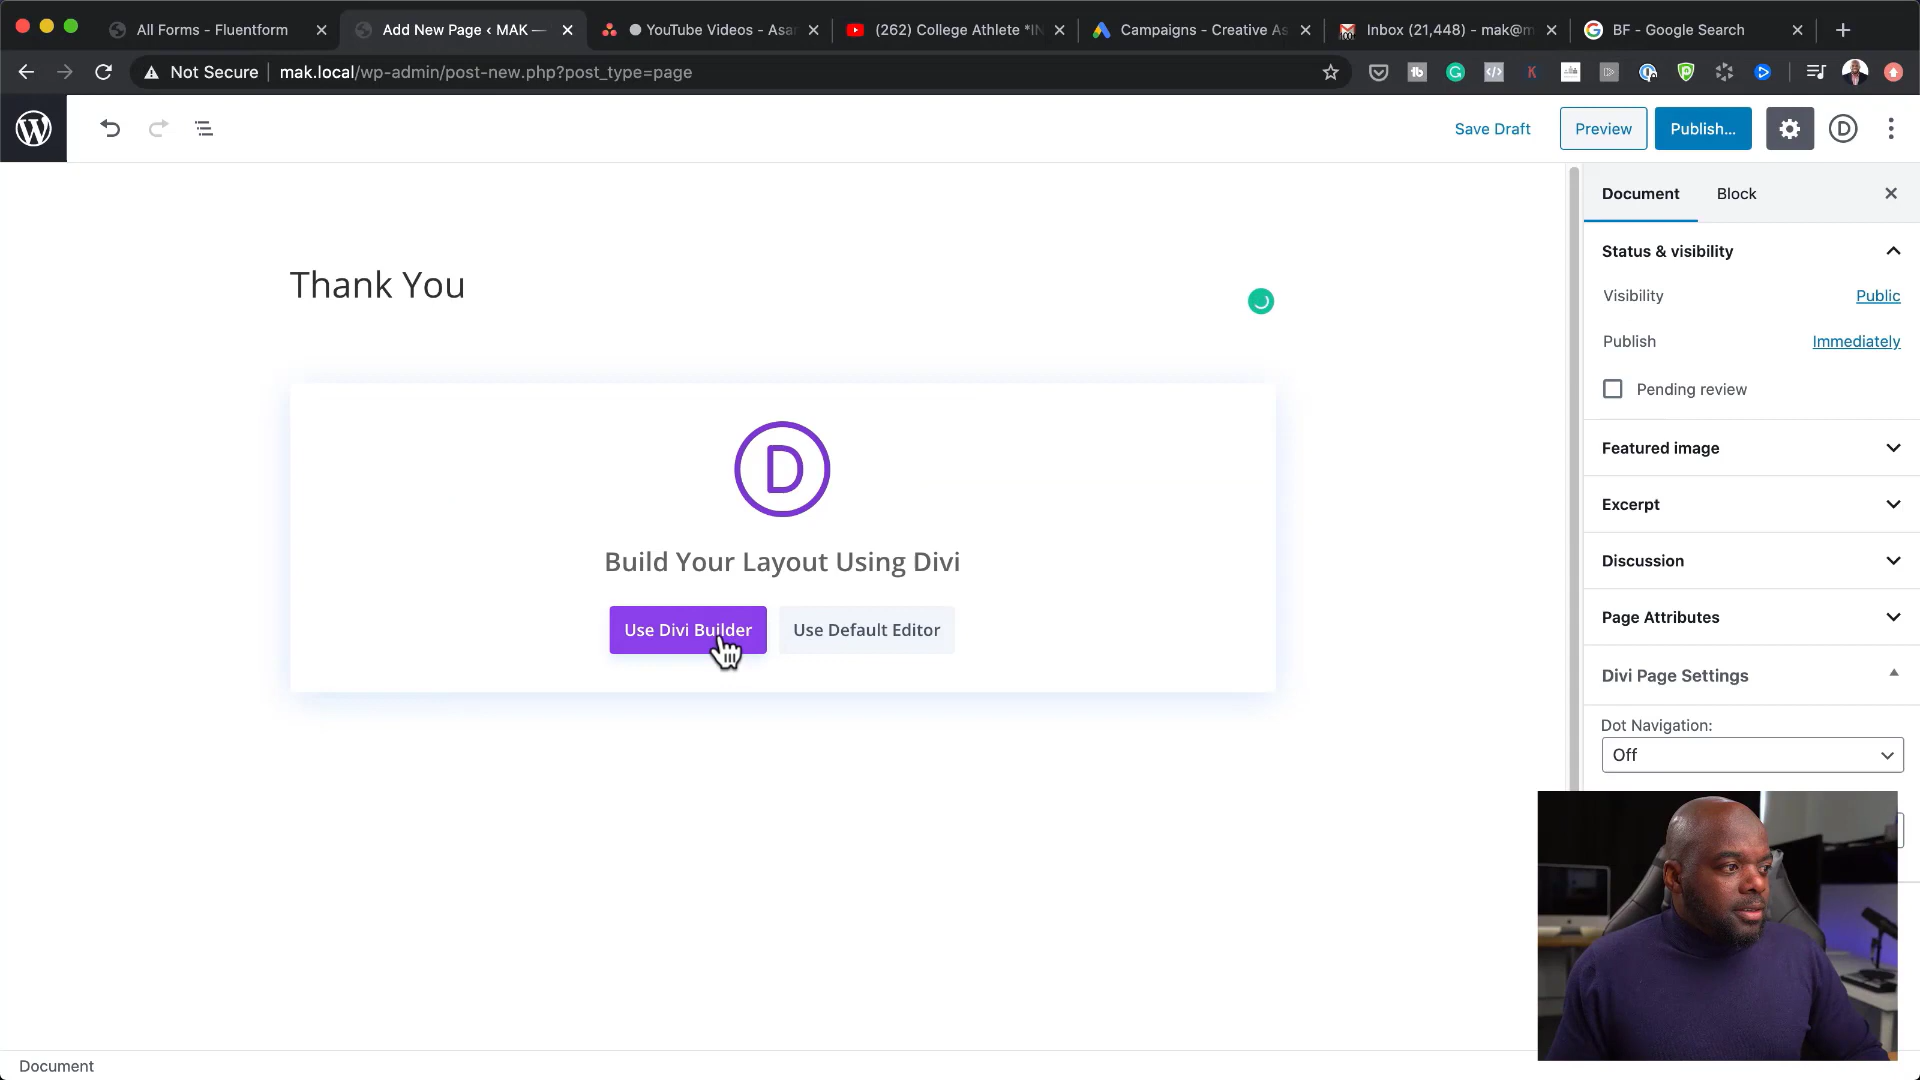 All Forms - Fluentform
Add New Page ‹ MAK —
YouTube Videos - Asan
(262) College Athlete *IN
Campaigns - Creative As
Inbox (21,448) - mak@m
BF - Google Search
Not Secure
mak.local/wp-admin/post-new.php?post_type=page
Save Draft
Preview
Publish...
Document
Block
Status & visibility
Visibility
Public
Publish
Immediately
Pending review
Featured image
Excerpt
Discussion
Page Attributes
Divi Page Settings
Dot Navigation:
Off
Thank You
D
Build Your Layout Using Divi
Use Divi Builder
Use Default Editor
Document